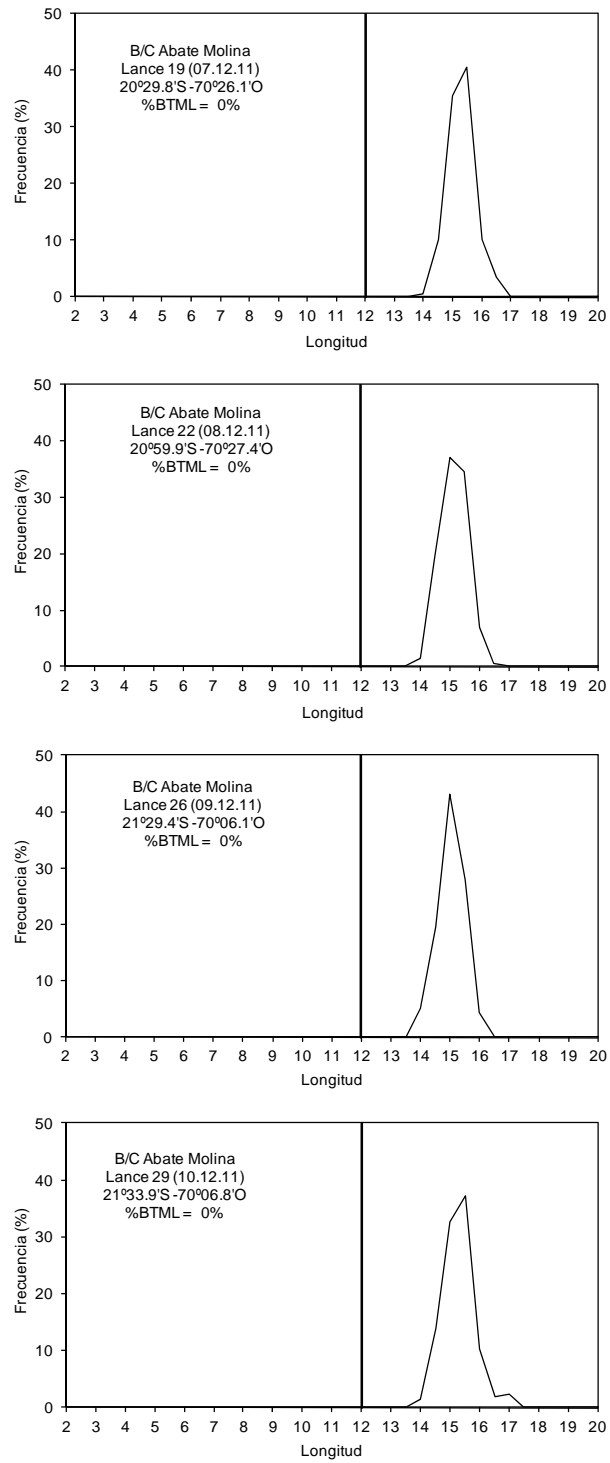 50
B/C Abate Molina
Lance 19 (07.12.11)
20º29.8'S -70º26.1'O
%BTML = 0%
40
30
20
10
0
Frecuencia (%)
2 3 4 5 6 7 8 9 10 11 12 13 14 15 16 17 18 19 20
Longitud
50
B/C Abate Molina
Lance 22 (08.12.11)
20º59.9'S -70º27.4'O
%BTML = 0%
40
30
20
10
0
Frecuencia (%)
2 3 4 5 6 7 8 9 10 11 12 13 14 15 16 17 18 19 20
Longitud
50
B/C Abate Molina
Lance 26 (09.12.11)
21º29.4'S -70º06.1'O
%BTML = 0%
40
30
20
10
0
Frecuencia (%)
2 3 4 5 6 7 8 9 10 11 12 13 14 15 16 17 18 19 20
Longitud
50
B/C Abate Molina
Lance 29 (10.12.11)
21º33.9'S -70º06.8'O
%BTML = 0%
40
30
20
10
0
Frecuencia (%)
2 3 4 5 6 7 8 9 10 11 12 13 14 15 16 17 18 19 20
Longitud